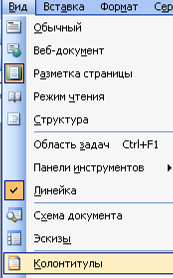 Вид Вставка Формат Сер
Обычный
Веб-документ
Разметка страницы
Режим чтения
Структура
Область задач Ctrl+F1
Панели инструментов
Линейка
Схема документа
Эскизы
Колонтитулы